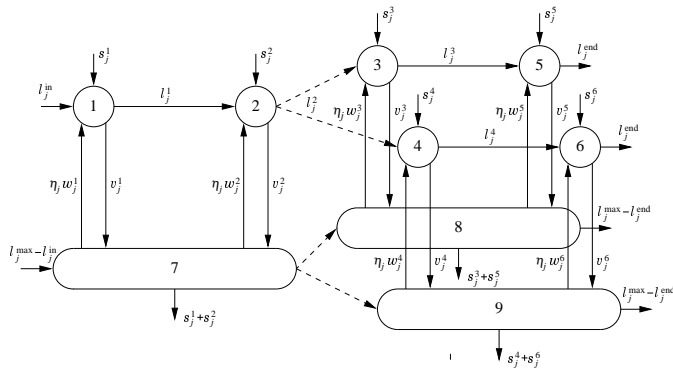 s_j^3
s_j^5
s_j^1
s_j^2
3
l_j^3
5
l_j^end
l_j^in
l_j^1
l_j^2
s_j^4
s_j^6
1
2
η_j w_j^3
v_j^3
η_j w_j^5
v_j^5
4
l_j^4
6
l_j^end
η_j w_j^1
v_j^1
η_j w_j^2
v_j^2
8
l_j^max−l_j^end
l_j^max−l_j^in
7
η_j w_j^4
v_j^4
s_j^3+s_j^5
η_j w_j^6
v_j^6
s_j^1+s_j^2
9
l_j^max−l_j^end
s_j^4+s_j^6